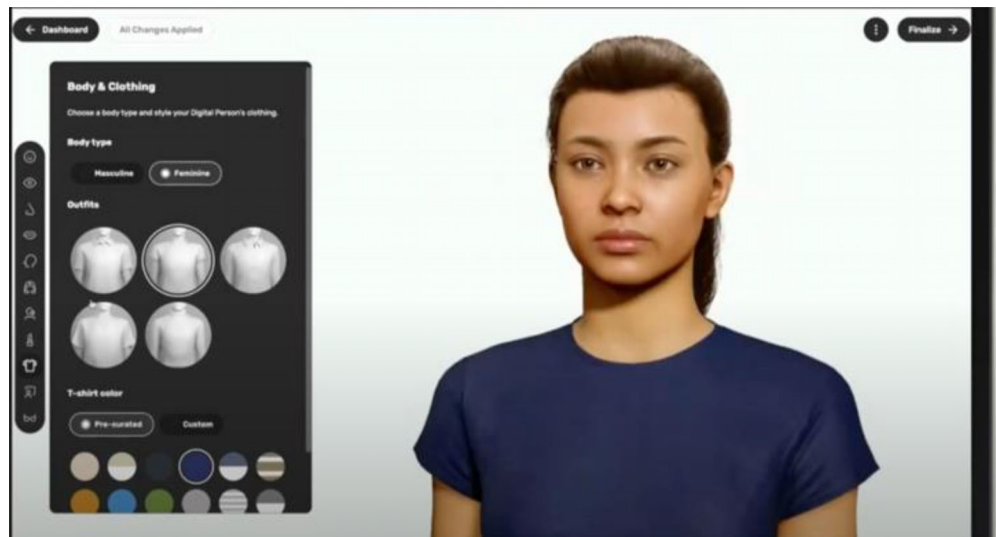 ← Dashboard
All Changes Applied
Finalize →
Body & Clothing
Choose a body type and style your Digital Person's clothing.
Body type
Masculine
Feminine
Outfits
T-shirt color
Pre-curated
Custom